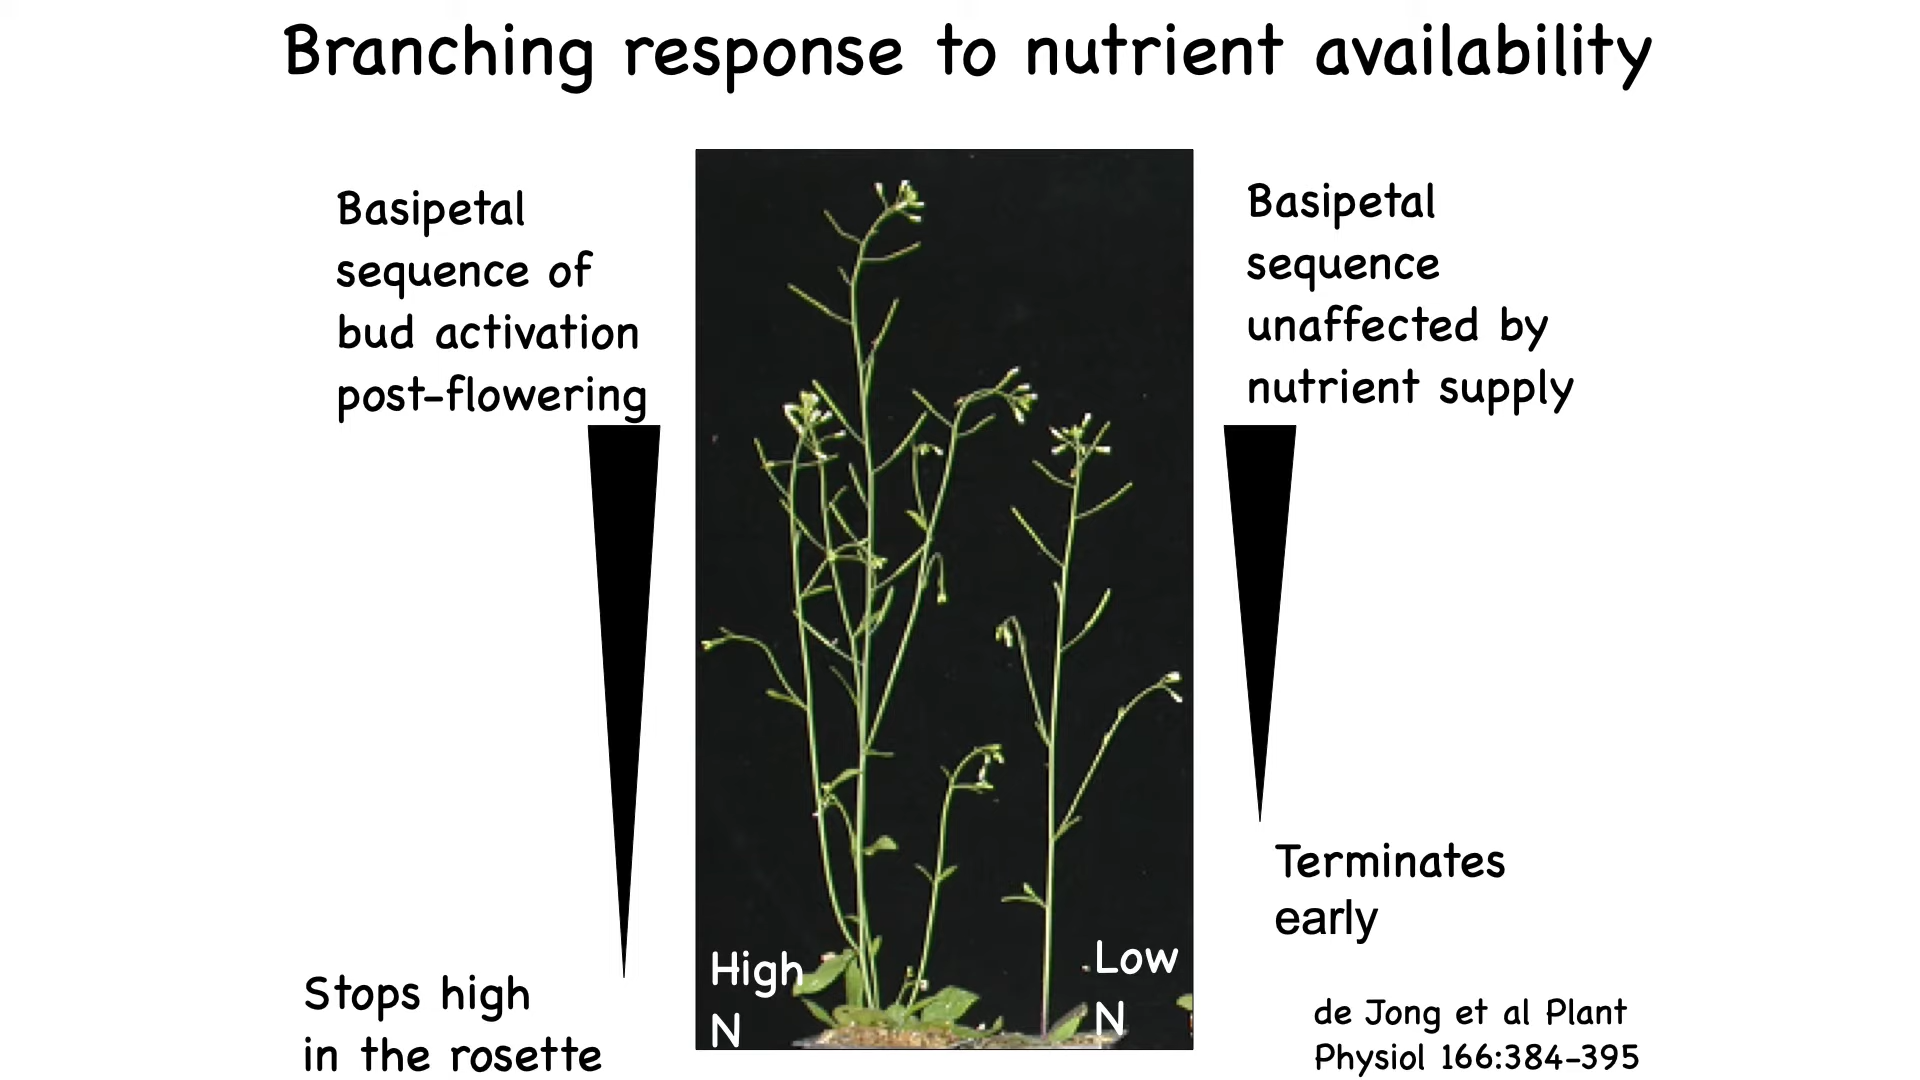 Branching response to nutrient availability
Basipetal
sequence of
bud activation
post-flowering
Basipetal
sequence
unaffected by
nutrient supply
Terminates
early
High
N
Low
N
Stops high
in the rosette
de Jong et al Plant
Physiol 166:384-395